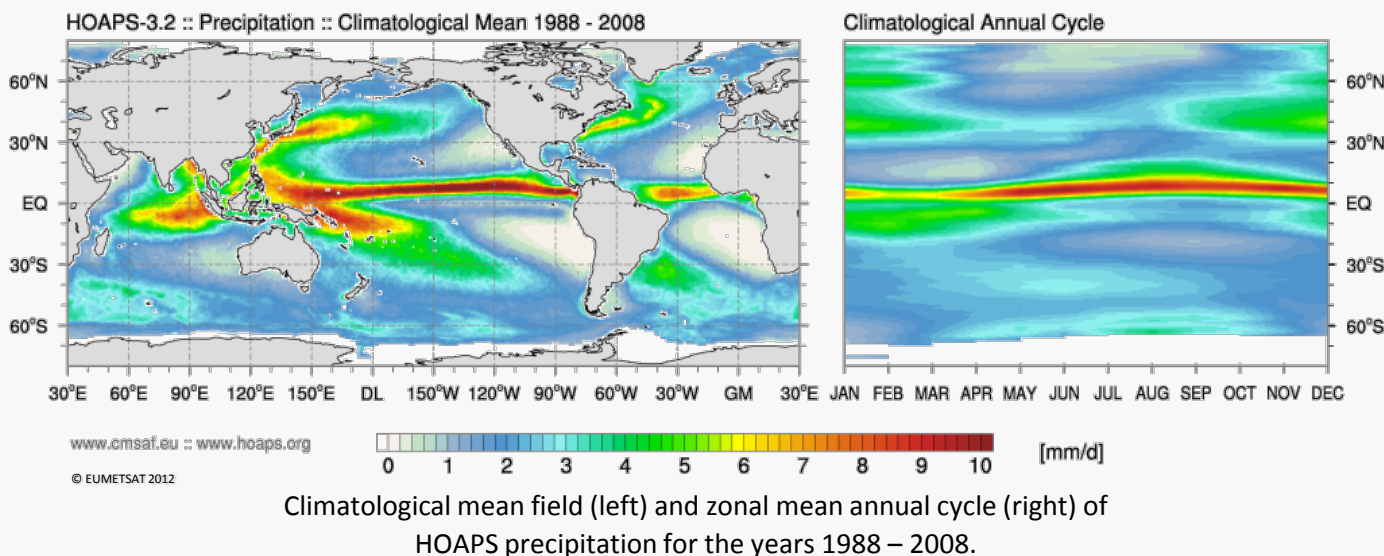 HOAPS-3.2 :: Precipitation :: Climatological Mean 1988 - 2008
Climatological Annual Cycle
60°N
30°N
EQ
30°S
60°S
60°N
30°N
EQ
30°S
60°S
30°E 60°E 90°E 120°E 150°E DL 150°W 120°W 90°W 60°W 30°W GM 30°E
JAN FEB MAR APR MAY JUN JUL AUG SEP OCT NOV DEC
www.cmsaf.eu :: www.hoaps.org
0 1 2 3 4 5 6 7 8 9 10
[mm/d]
© EUMETSAT 2012
Climatological mean field (left) and zonal mean annual cycle (right) of
HOAPS precipitation for the years 1988 – 2008.